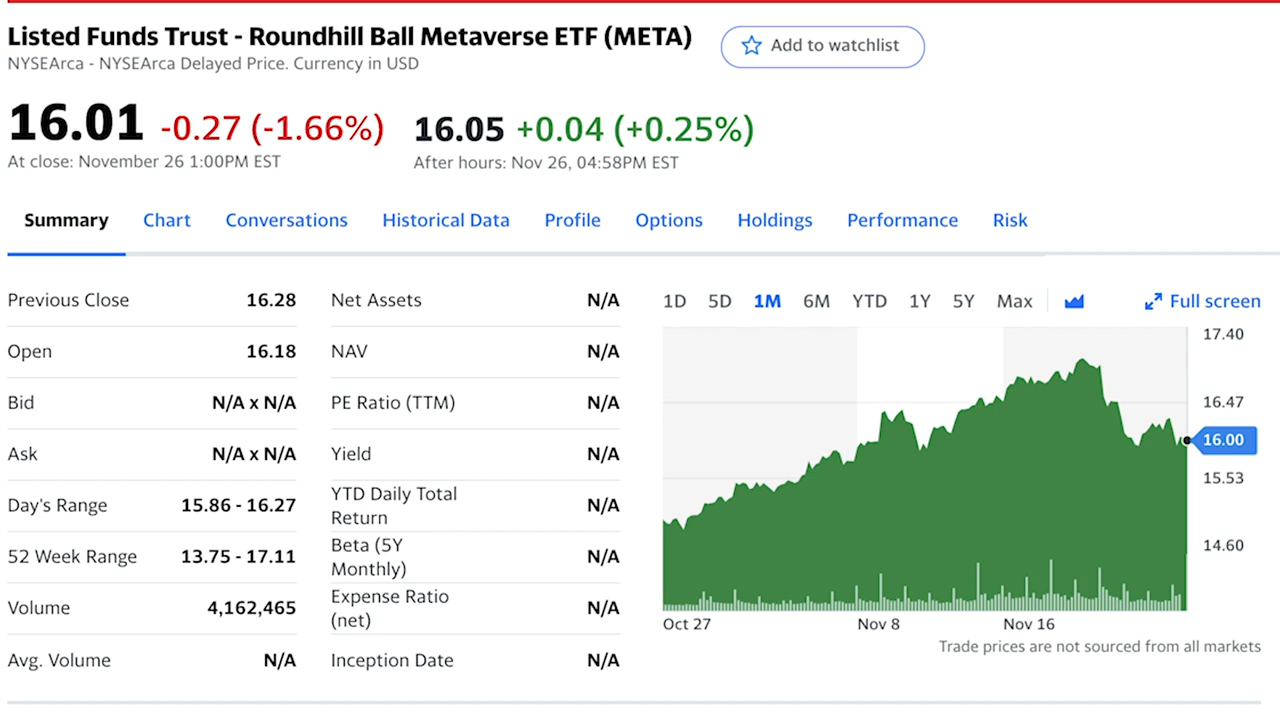 Listed Funds Trust - Roundhill Ball Metaverse ETF (META)
Add to watchlist
NYSEArca - NYSEArca Delayed Price. Currency in USD
16.01 -0.27 (-1.66%) 16.05 +0.04 (+0.25%)
At close: November 26 1:00PM EST After hours: Nov 26, 04:58PM EST
Summary Chart Conversations Historical Data Profile Options Holdings Performance Risk
Previous Close 16.28
Open 16.18
Bid N/A x N/A
Ask N/A x N/A
Day's Range 15.86 - 16.27
52 Week Range 13.75 - 17.11
Volume 4,162,465
Avg. Volume N/A
Net Assets N/A
NAV N/A
PE Ratio (TTM) N/A
Yield N/A
YTD Daily Total
Return N/A
Beta (5Y
Monthly) N/A
Expense Ratio
(net) N/A
Inception Date N/A
1D 5D 1M 6M YTD 1Y 5Y Max Full screen
17.40
16.47
16.00
15.53
14.60
Oct 27 Nov 8 Nov 16
Trade prices are not sourced from all markets